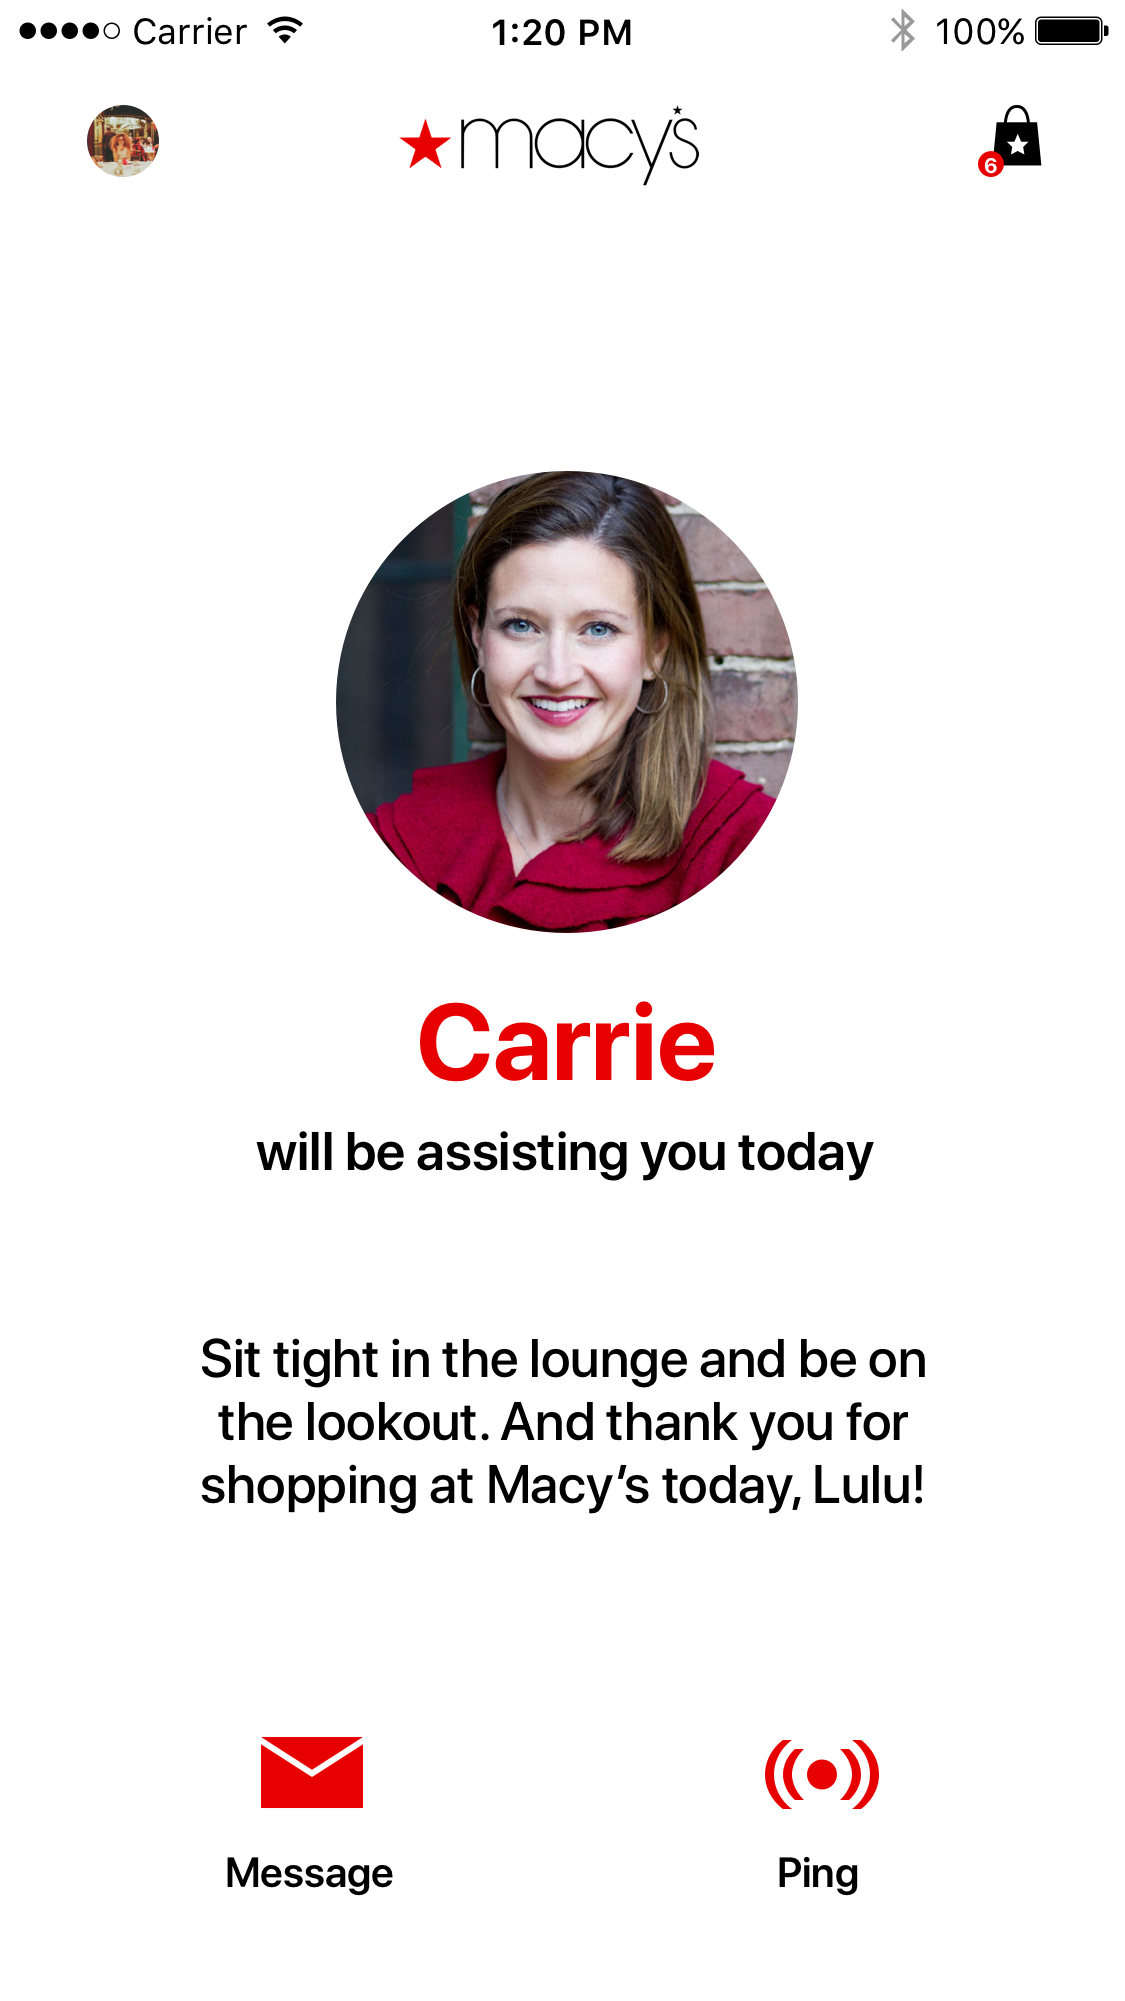 Carrier 1:20 PM 100%
macy's
6
Carrie
will be assisting you today
Sit tight in the lounge and be on
the lookout. And thank you for
shopping at Macy’s today, Lulu!
Message Ping